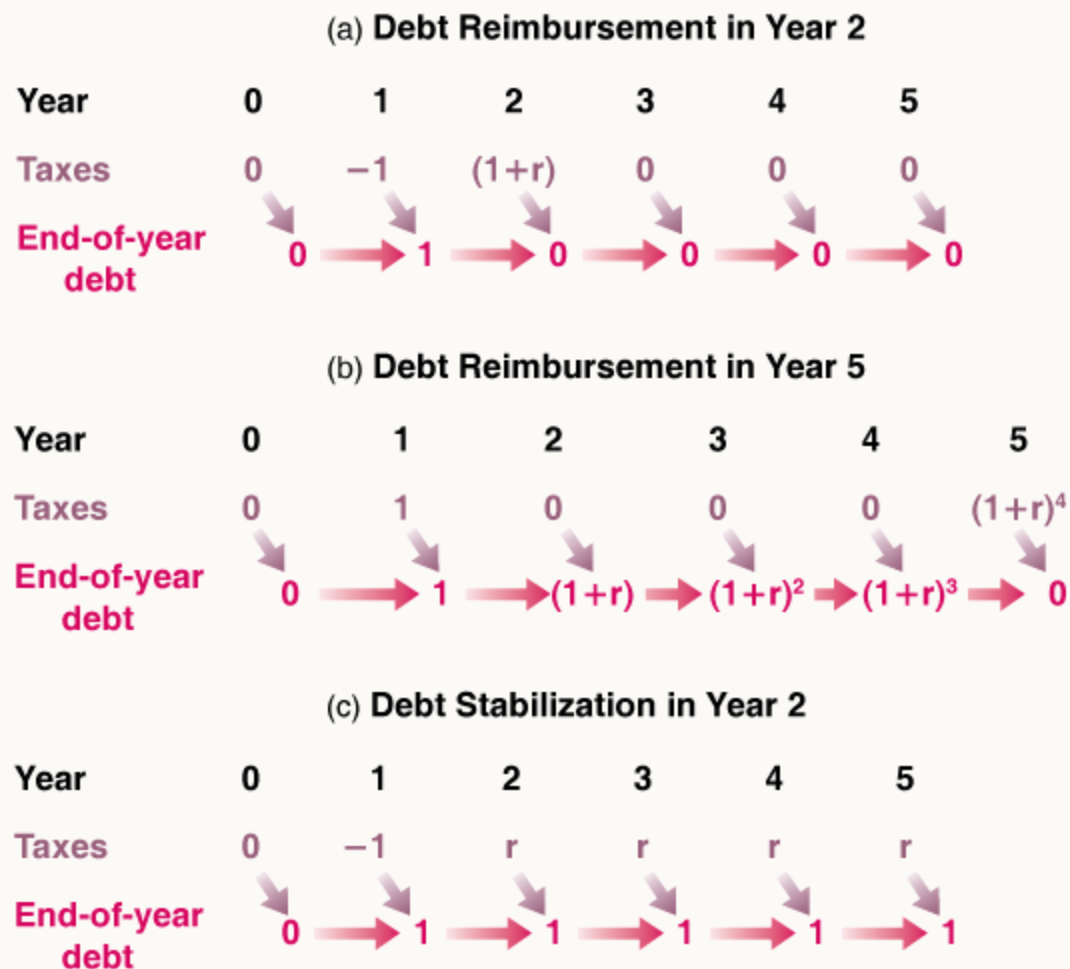 (a) Debt Reimbursement in Year 2
Year 0 1 2 3 4 5
Taxes 0 −1 (1+r) 0 0 0
End-of-year
debt
0 1 0 0 0 0
(b) Debt Reimbursement in Year 5
Year 0 1 2 3 4 5
Taxes 0 1 0 0 0 (1+r)⁴
End-of-year
debt
0 1 (1+r) (1+r)² (1+r)³ 0
(c) Debt Stabilization in Year 2
Year 0 1 2 3 4 5
Taxes 0 −1 r r r r
End-of-year
debt
0 1 1 1 1 1